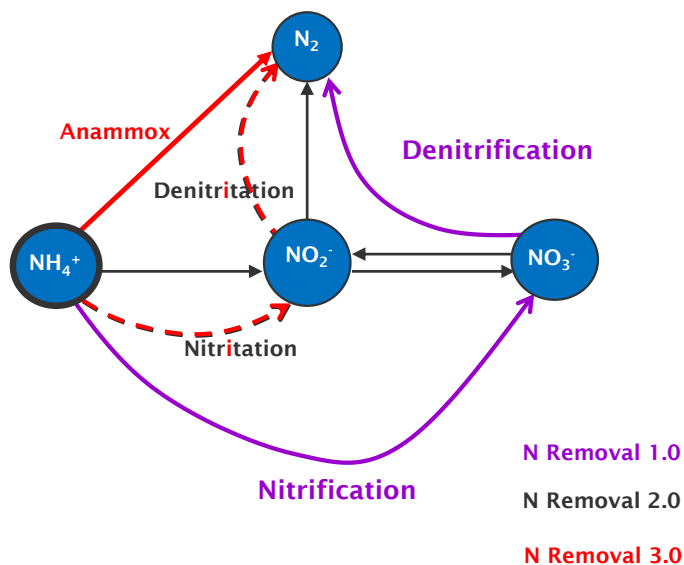 N₂
Anammox
Denitrification
Denitritation
NH₄⁺
NO₂⁻
NO₃⁻
Nitritation
Nitrification
N Removal 1.0
N Removal 2.0
N Removal 3.0